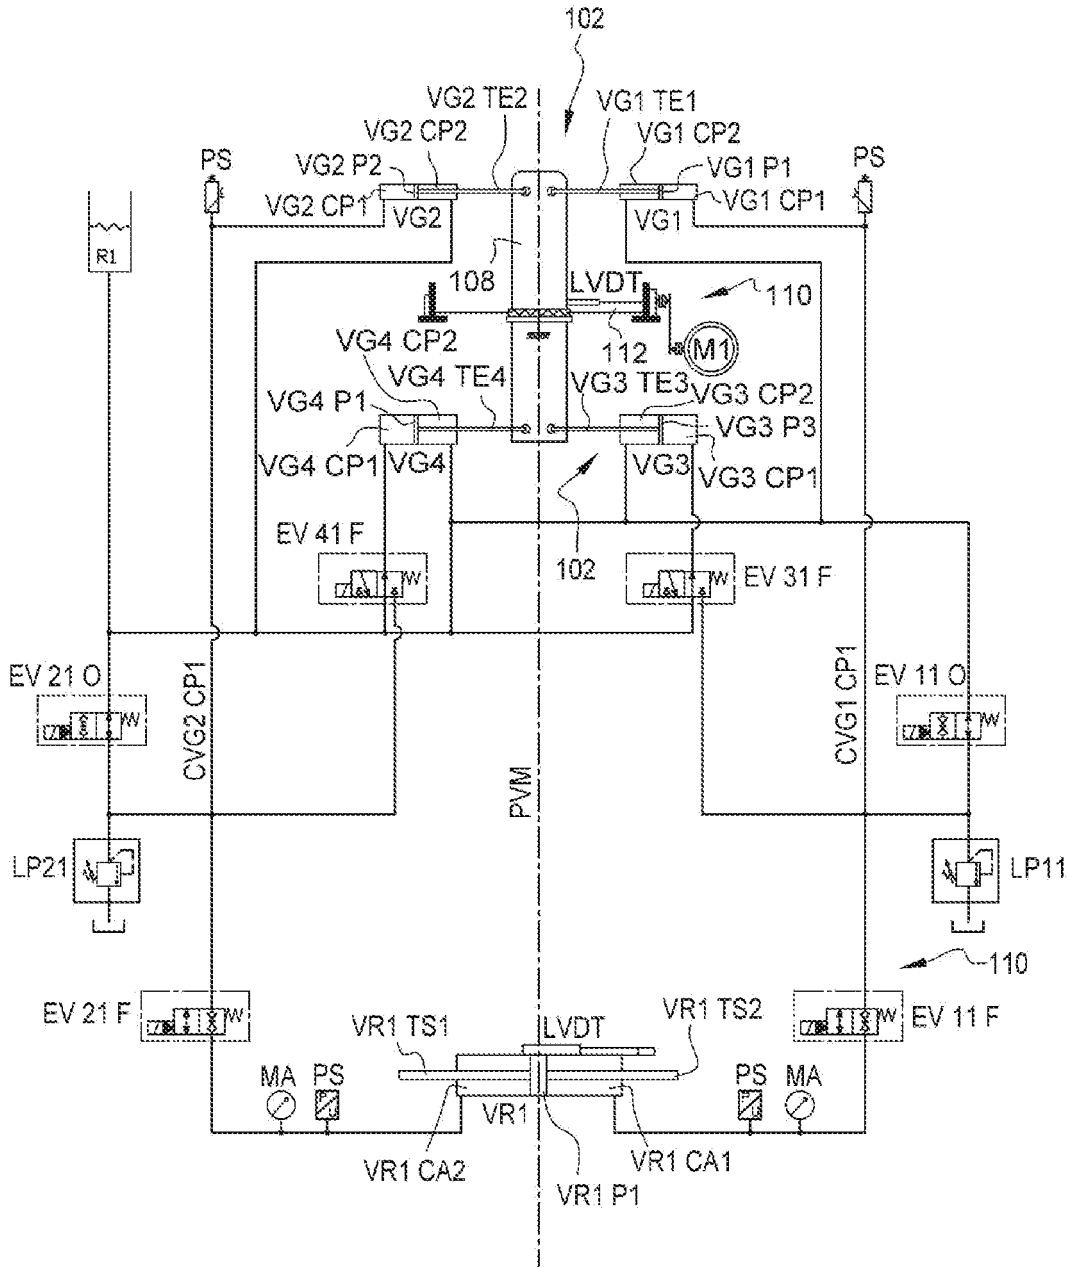 102
VG2 TE2
VG1 TE1
VG2 CP2
VG1 CP2
PS
VG2 P2
VG1 P1
PS
VG2 CP1
VG2
VG1
VG1 CP1
R1
108
LVDT
110
VG4 CP2
112
M1
VG4 TE4
VG3 TE3
VG4 P1
VG3 CP2
VG3 P3
VG4 CP1
VG4
VG3
VG3 CP1
EV 41 F
102
EV 31 F
EV 21 O
CVG2 CP1
CVG1 CP1
EV 11 O
PVM
LP21
LP11
110
EV 21 F
VR1 TS1
LVDT
VR1 TS2
EV 11 F
MA
PS
PS
MA
VR1
VR1 CA2
VR1 CA1
VR1 P1